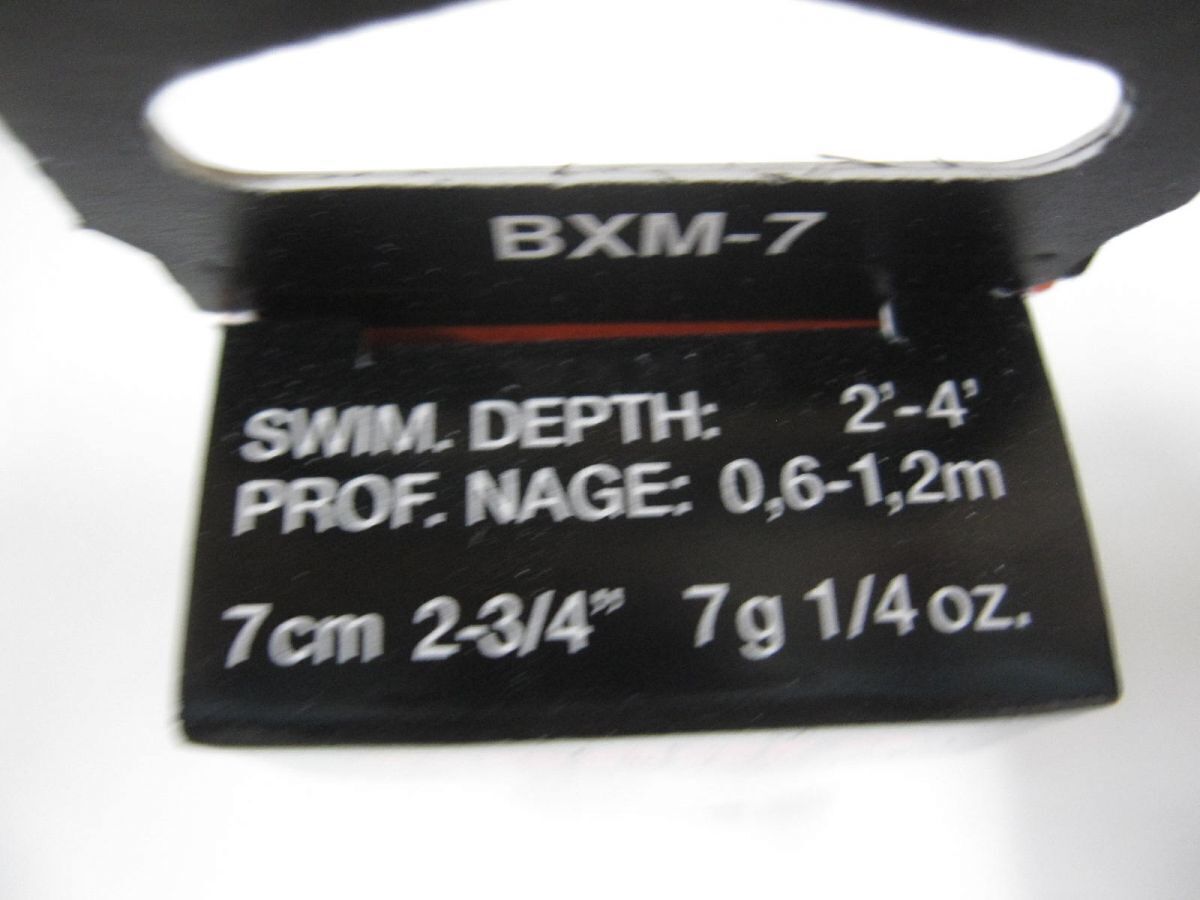 BXM-7
SWIM. DEPTH: 2'-4'
PROF. NAGE: 0,6-1,2m
7cm 2-3/4” 7g 1/4 oz.